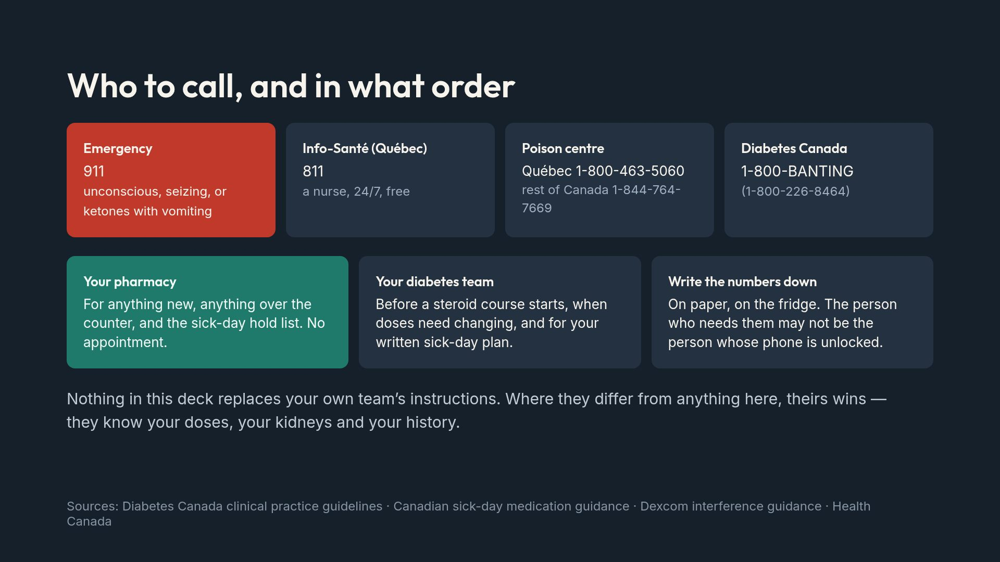 Who to call, and in what order
Emergency
911
unconscious, seizing, or
ketones with vomiting
Info-Santé (Québec)
811
a nurse, 24/7, free
Poison centre
Québec 1-800-463-5060
rest of Canada 1-844-764-
7669
Diabetes Canada
1-800-BANTING
(1-800-226-8464)
Your pharmacy
For anything new, anything over the
counter, and the sick-day hold list. No
appointment.
Your diabetes team
Before a steroid course starts, when
doses need changing, and for your
written sick-day plan.
Write the numbers down
On paper, on the fridge. The person
who needs them may not be the
person whose phone is unlocked.
Nothing in this deck replaces your own team’s instructions. Where they differ from anything here, theirs wins —
they know your doses, your kidneys and your history.
Sources: Diabetes Canada clinical practice guidelines · Canadian sick-day medication guidance · Dexcom interference guidance · Health
Canada